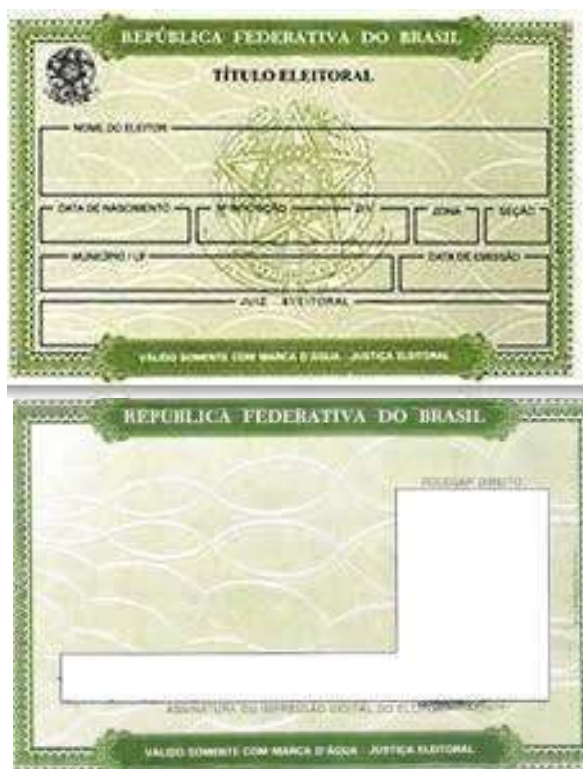 REPÚBLICA FEDERATIVA DO BRASIL
TÍTULO ELEITORAL
NOME DO ELEITOR
DATA DE NASCIMENTO Nº INSCRIÇÃO D.V. ZONA SEÇÃO
MUNICÍPIO / UF DATA DE EMISSÃO
JUIZ ELEITORAL
VÁLIDO SOMENTE COM MARCA D'ÁGUA JUSTIÇA ELEITORAL
REPÚBLICA FEDERATIVA DO BRASIL
POLEGAR DIREITO
ASSINATURA OU IMPRESSÃO DIGITAL DO
VÁLIDO SOMENTE COM MARCA D'ÁGUA JUSTIÇA ELEITORAL